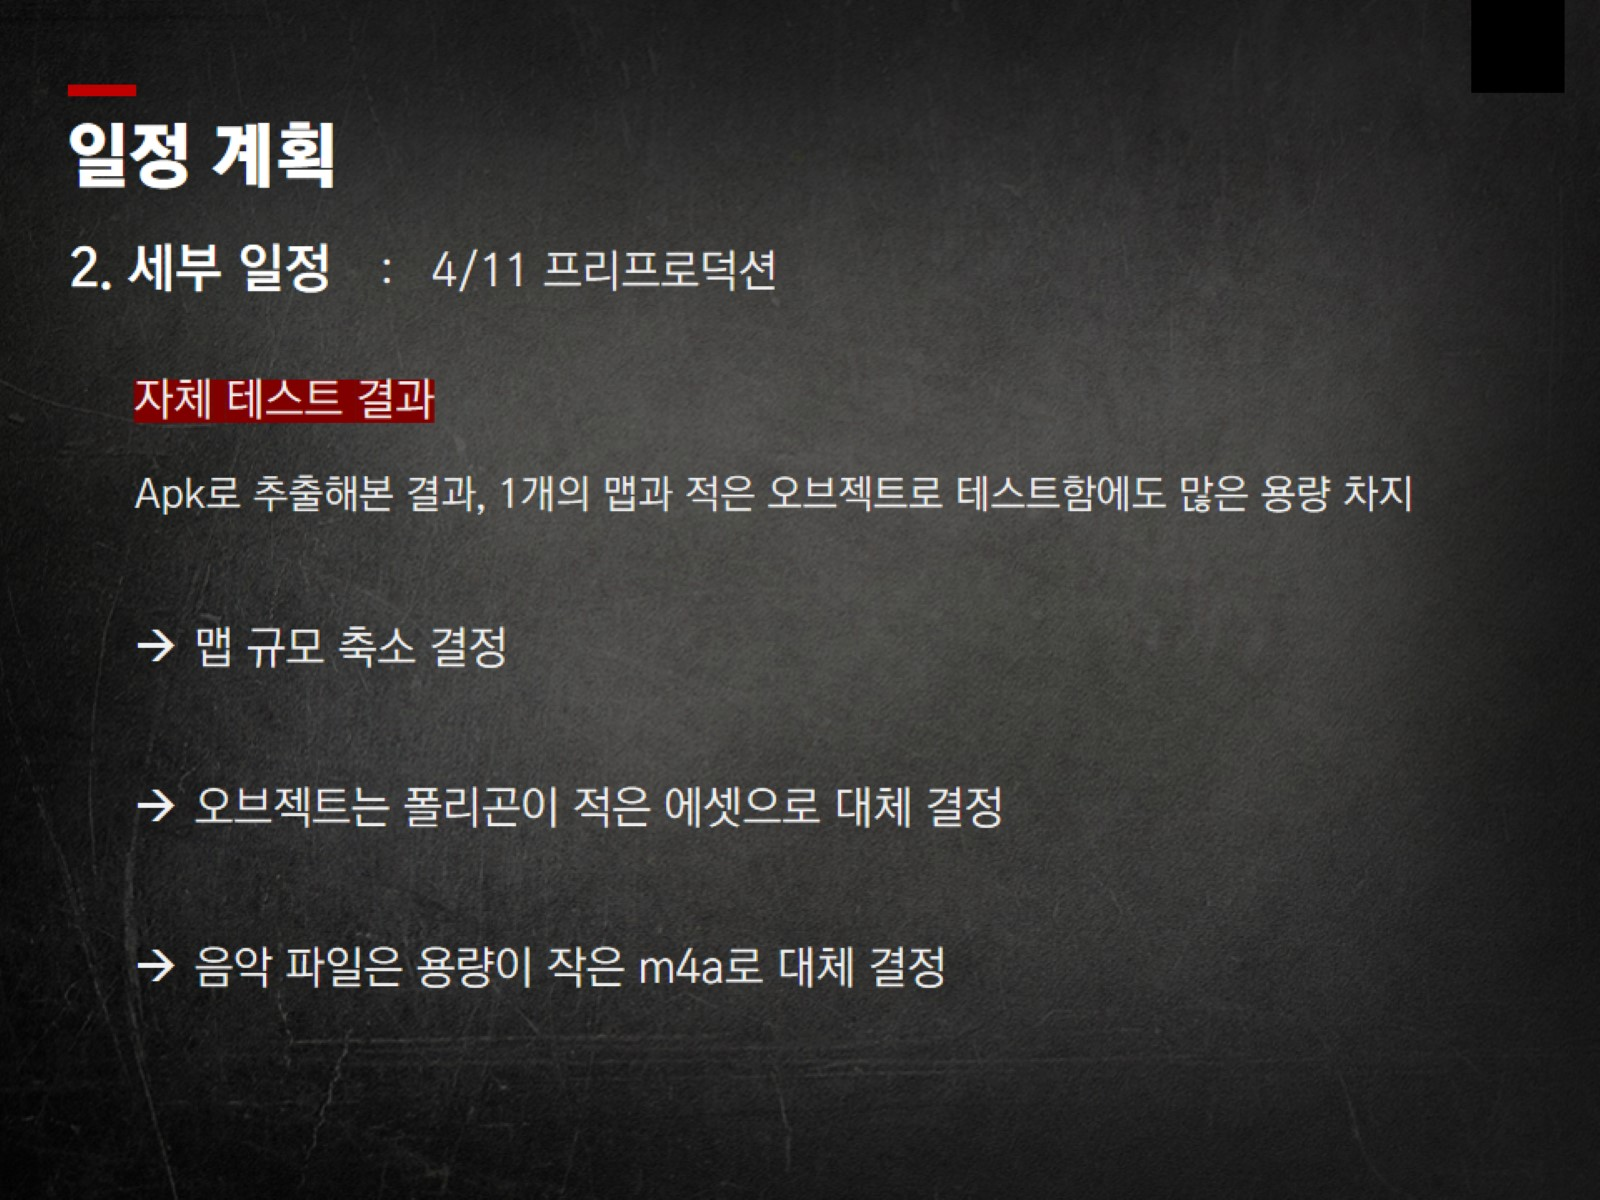 일정 계획
2. 세부 일정 : 4/11 프리프로덕션
자체 테스트 결과
Apk로 추출해본 결과, 1개의 맵과 적은 오브젝트로 테스트함에도 많은 용량 차지
→ 맵 규모 축소 결정
→ 오브젝트는 폴리곤이 적은 에셋으로 대체 결정
→ 음악 파일은 용량이 작은 m4a로 대체 결정